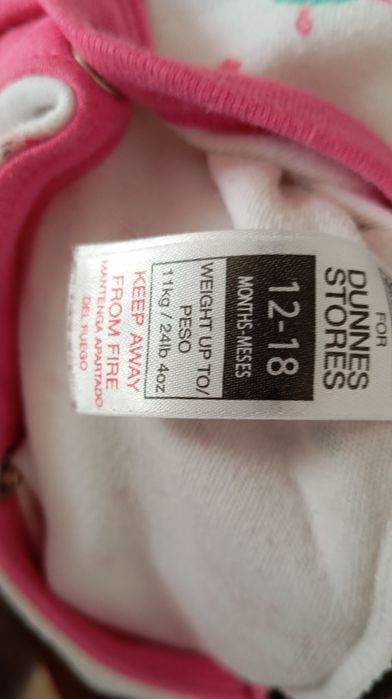 FOR
DUNNES
STORES
12-18
MONTHS-MESES
WEIGHT UP TO/
PESO
11kg / 24lb 4oz
KEEP AWAY
FROM FIRE
MANTENGA APARTADO
DEL FUEGO